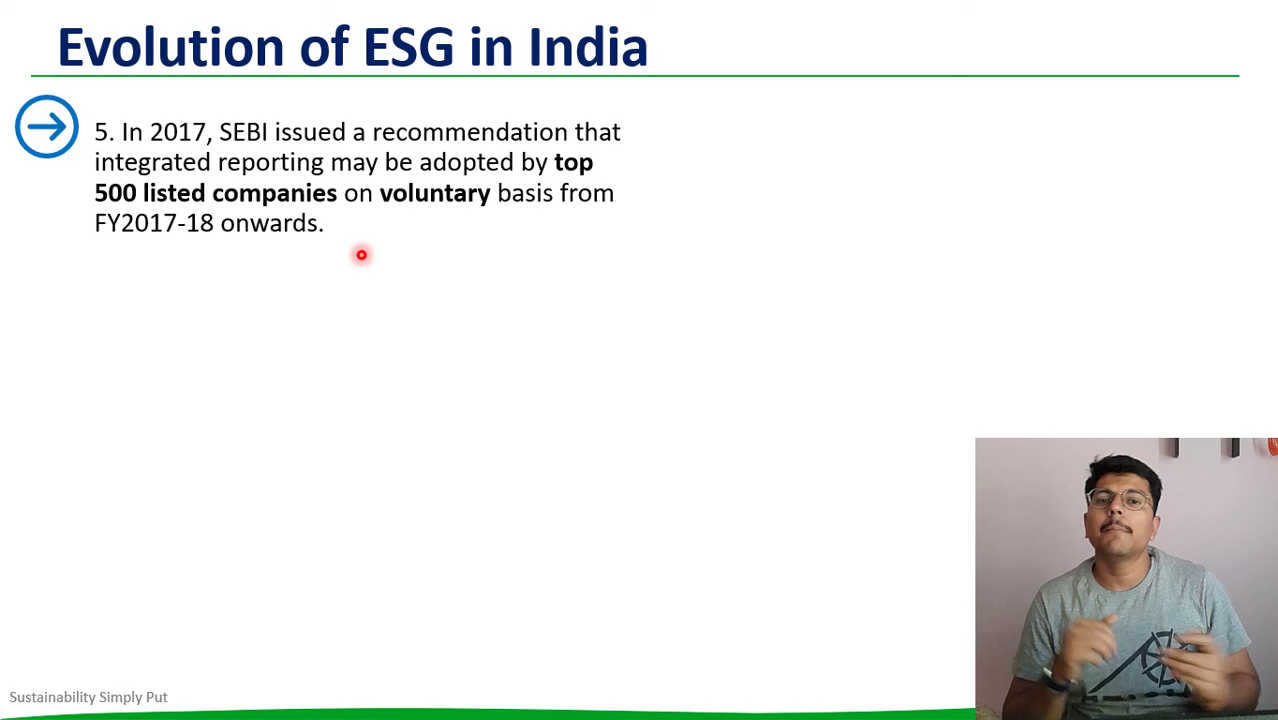 Evolution of ESG in India
5. In 2017, SEBI issued a recommendation that
integrated reporting may be adopted by top
500 listed companies on voluntary basis from
FY2017-18 onwards.
Sustainability Simply Put